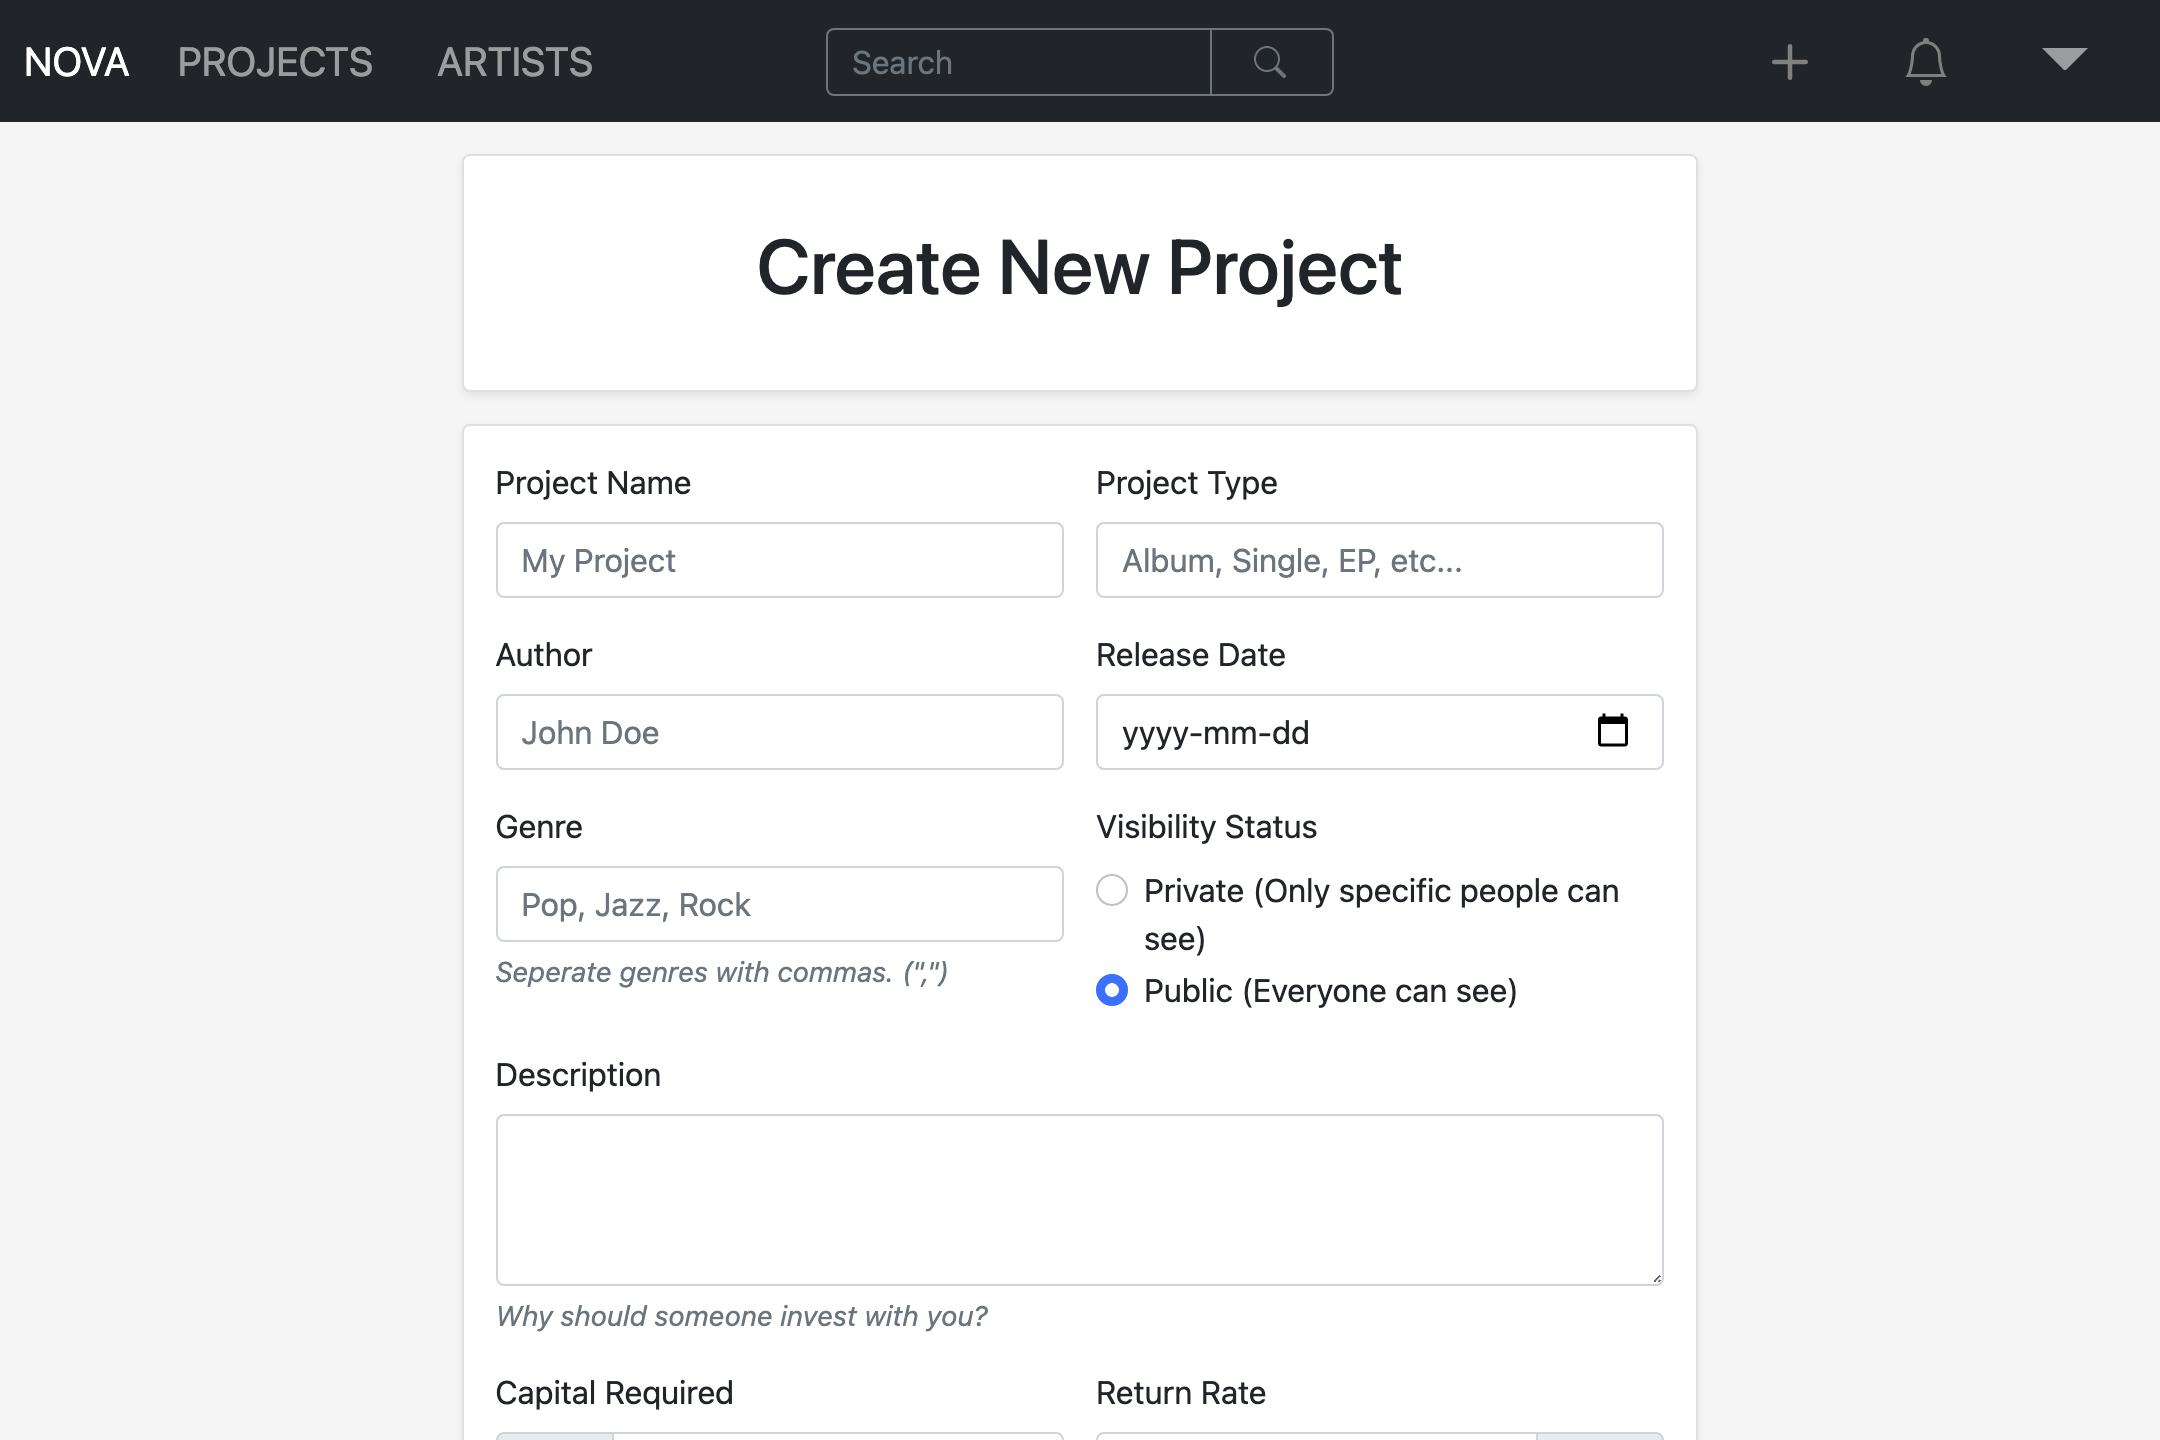 NOVA PROJECTS ARTISTS Search
Create New Project
Project Name Project Type
My Project Album, Single, EP, etc...
Author Release Date
John Doe yyyy-mm-dd
Genre Visibility Status
Pop, Jazz, Rock Private (Only specific people can
see)
Seperate genres with commas. (",") Public (Everyone can see)
Description
Why should someone invest with you?
Capital Required Return Rate